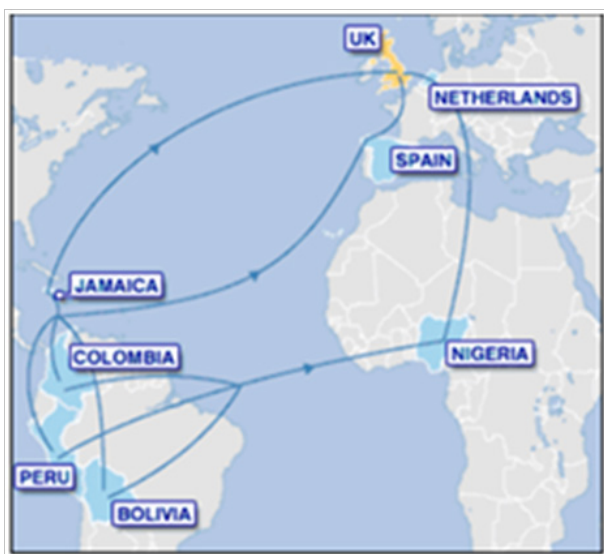 UK
NETHERLANDS
SPAIN
JAMAICA
COLOMBIA
NIGERIA
PERU
BOLIVIA